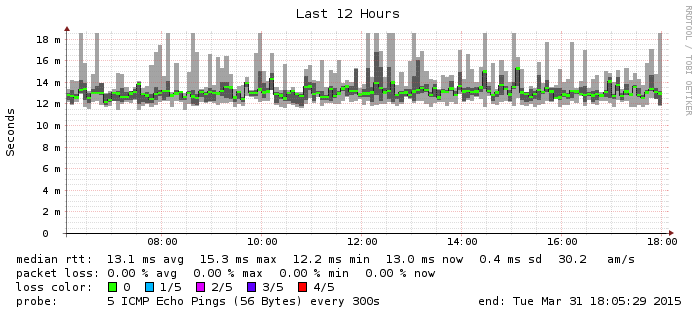 Last 12 Hours
RRDTOOL / TOBI OETIKER
Seconds
18 m
16 m
14 m
12 m
10 m
8 m
6 m
4 m
2 m
0
08:00 10:00 12:00 14:00 16:00 18:00
median rtt: 13.1 ms avg 15.3 ms max 12.2 ms min 13.0 ms now 0.4 ms sd 30.2 am/s
packet loss: 0.00 % avg 0.00 % max 0.00 % min 0.00 % now
loss color: 0 1/5 2/5 3/5 4/5
probe: 5 ICMP Echo Pings (56 Bytes) every 300s end: Tue Mar 31 18:05:29 2015